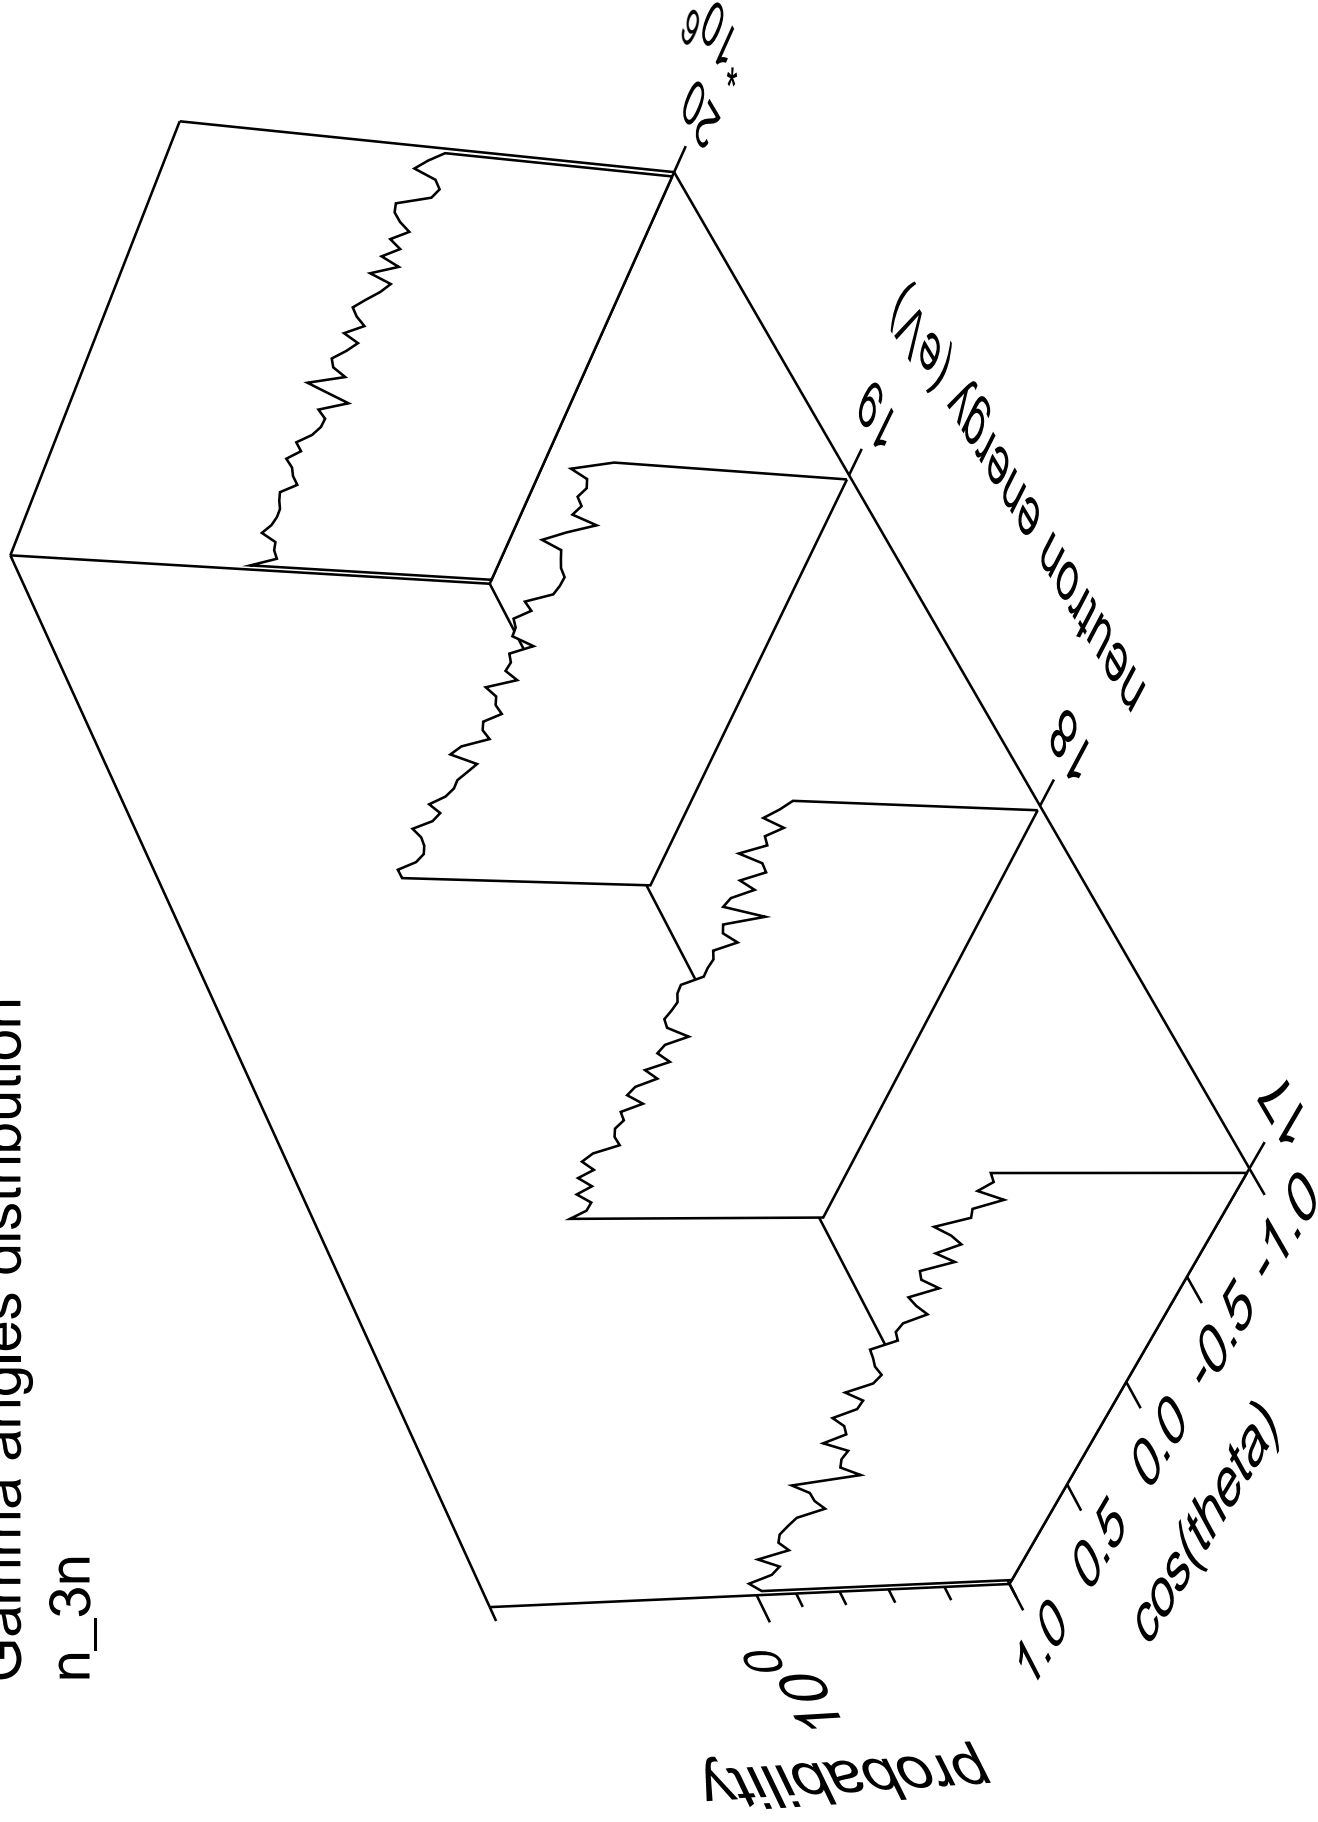 Gamma angles distribution
n_3n
probability
10^0
1.0
0.5
0.0
-0.5
-1.0
cos(theta)
17
18
19
20
*10^6
neutron energy (eV)